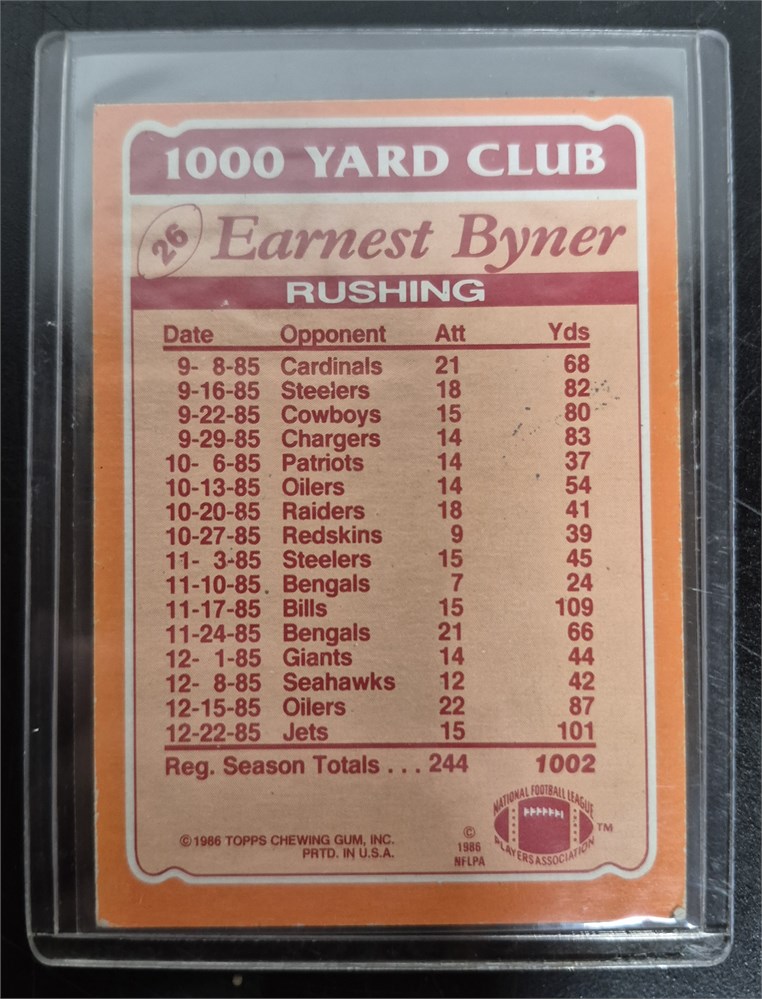 1000 YARD CLUB
26 Earnest Byner
RUSHING
Date Opponent Att Yds
9- 8-85 Cardinals 21 68
9-16-85 Steelers 18 82
9-22-85 Cowboys 15 80
9-29-85 Chargers 14 83
10- 6-85 Patriots 14 37
10-13-85 Oilers 14 54
10-20-85 Raiders 18 41
10-27-85 Redskins 9 39
11- 3-85 Steelers 15 45
11-10-85 Bengals 7 24
11-17-85 Bills 15 109
11-24-85 Bengals 21 66
12- 1-85 Giants 14 44
12- 8-85 Seahawks 12 42
12-15-85 Oilers 22 87
12-22-85 Jets 15 101
Reg. Season Totals . . . 244 1002
© 1986 TOPPS CHEWING GUM, INC.
PRTD. IN U.S.A.
©
1986
NFLPA
NATIONAL FOOTBALL LEAGUE
PLAYERS ASSOCIATION
TM